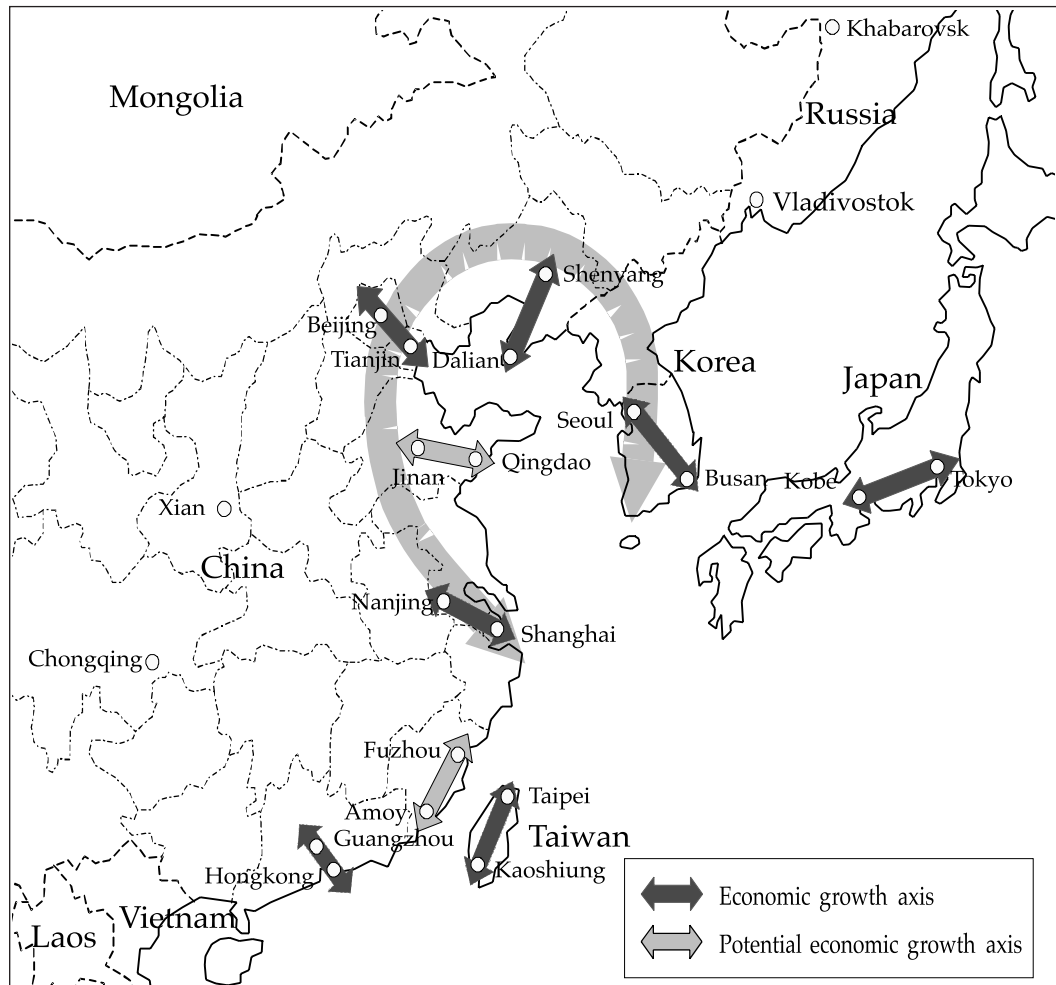 Khabarovsk
Mongolia
Russia
Vladivostok
Shenyang
Beijing
Tianjin
Dalian
Korea
Japan
Seoul
Jinan
Qingdao
Busan
Kobe
Tokyo
Xian
China
Nanjing
Shanghai
Chongqing
Fuzhou
Taipei
Amoy
Guangzhou
Taiwan
Hongkong
Kaoshiung
Vietnam
Laos
Economic growth axis
Potential economic growth axis